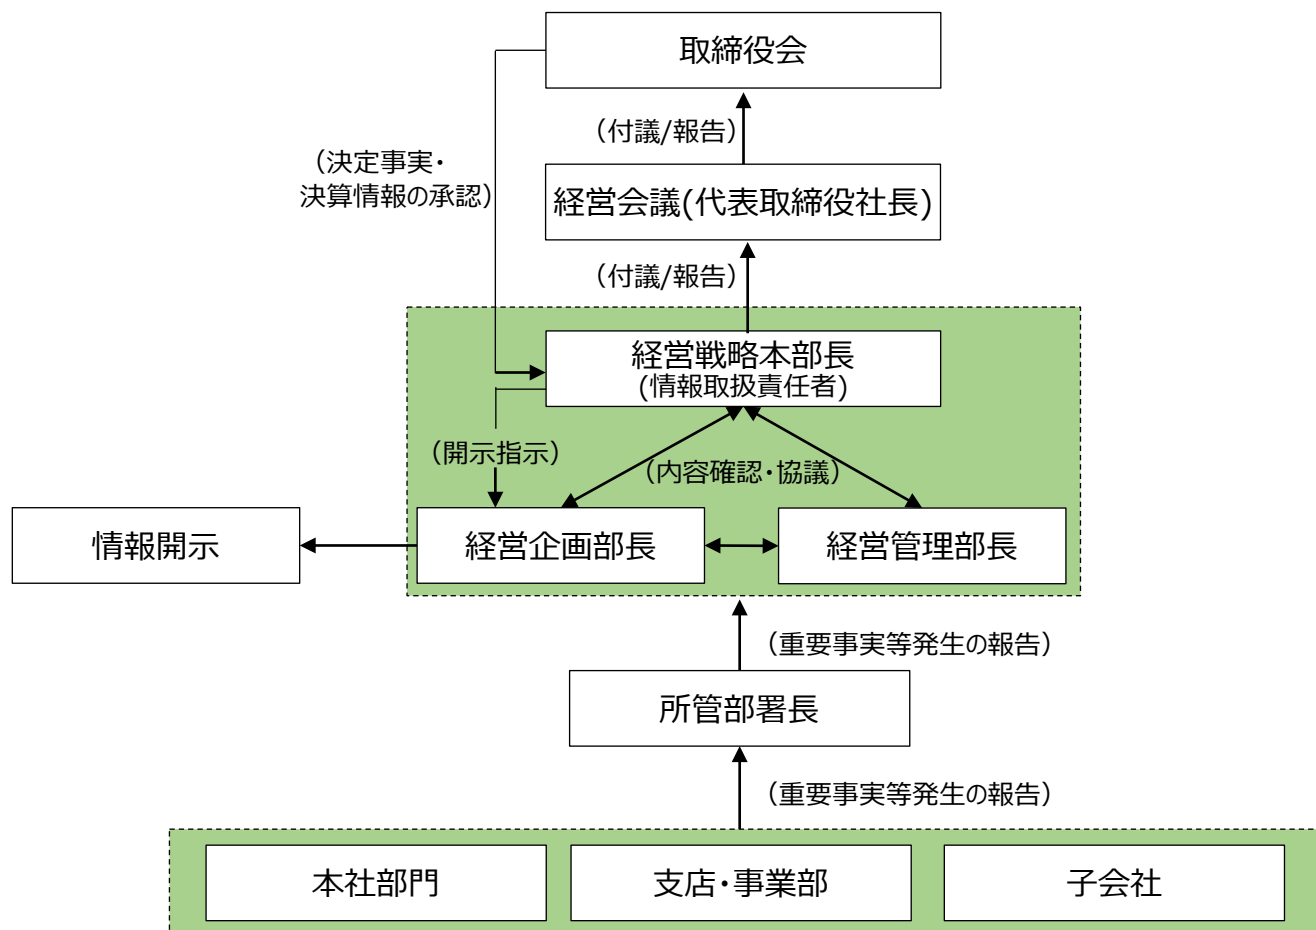 取締役会
（付議/報告）
（決定事実・
決算情報の承認）
経営会議(代表取締役社長)
（付議/報告）
経営戦略本部長
(情報取扱責任者)
（開示指示）
（内容確認・協議）
情報開示
経営企画部長
経営管理部長
（重要事実等発生の報告）
所管部署長
（重要事実等発生の報告）
本社部門
支店・事業部
子会社